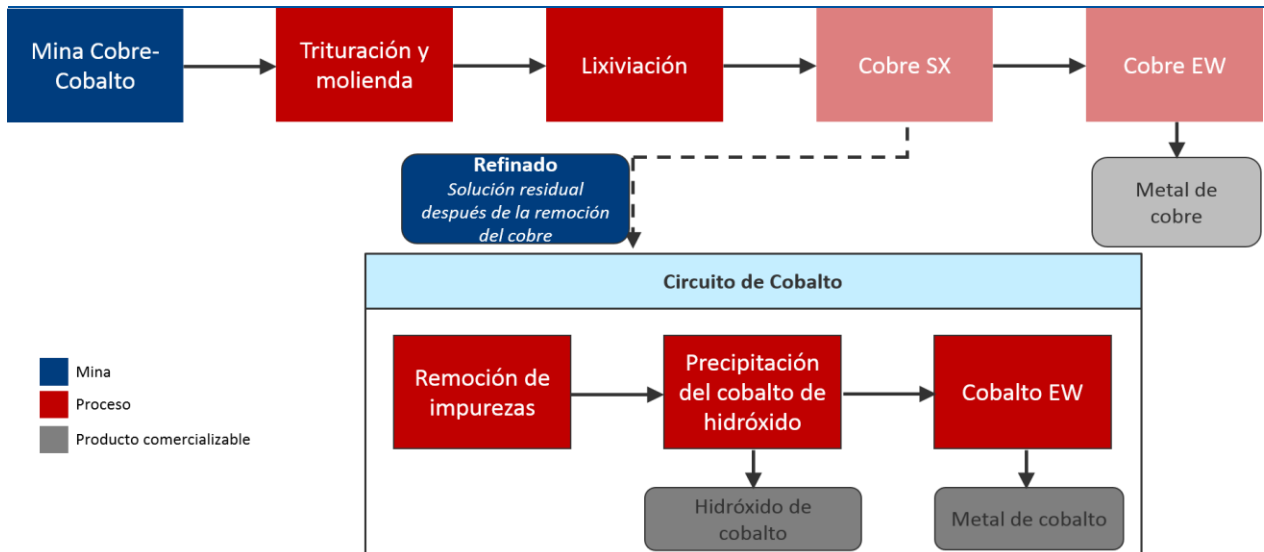 Mina Cobre-
Cobalto
Trituración y
molienda
Lixiviación
Cobre SX
Cobre EW
Refinado
Solución residual
después de la remoción
del cobre
Metal de
cobre
Circuito de Cobalto
Remoción de
impurezas
Precipitación
del cobalto de
hidróxido
Cobalto EW
Mina
Proceso
Producto comercializable
Hidróxido de
cobalto
Metal de cobalto